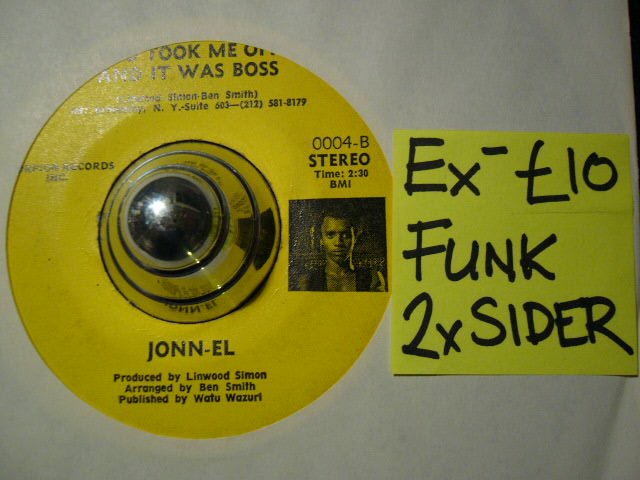 TOOK ME OFF
AND IT WAS BOSS
Simon-Ben Smith)
N. Y.-Suite 603—(212) 581-8179
RECORDS
INC.
0004-B
STEREO
Time: 2:30
BMI
JONN-EL
Produced by Linwood Simon
Arranged by Ben Smith
Published by Watu Wazuri
Ex- £10
FUNK
2x SIDER